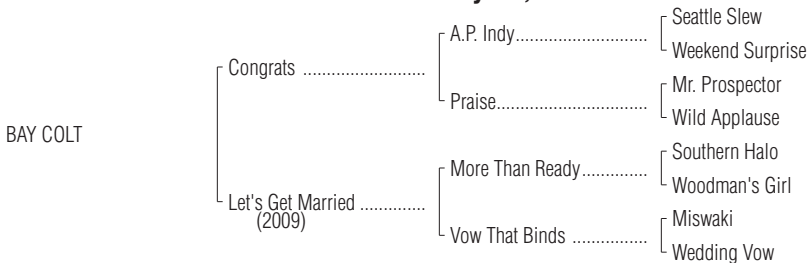 Seattle Slew
A.P. Indy
Weekend Surprise
Congrats
Mr. Prospector
Praise
Wild Applause
BAY COLT
Southern Halo
More Than Ready
Woodman's Girl
Let's Get Married
(2009)
Miswaki
Vow That Binds
Wedding Vow